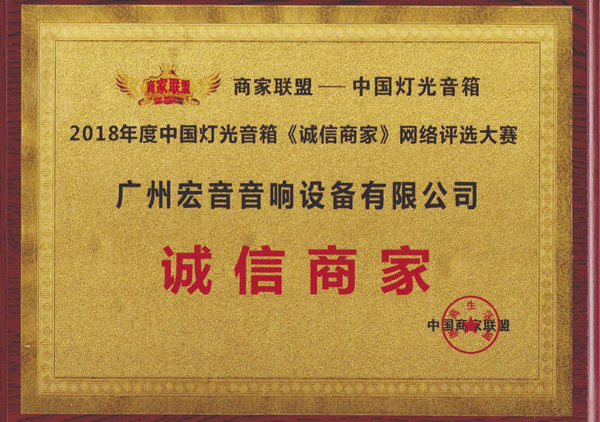 商家联盟
商家联盟——中国灯光音箱
2018年度中国灯光音箱《诚信商家》网络评选大赛
广州宏音音响设备有限公司
诚信商家
中国商家联盟